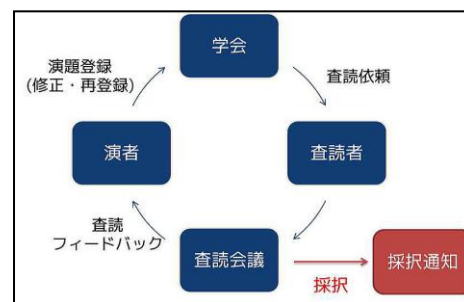 学会
演題登録
(修正・再登録)
査読依頼
演者
査読者
査読
フィードバック
査読会議
採択
採択通知